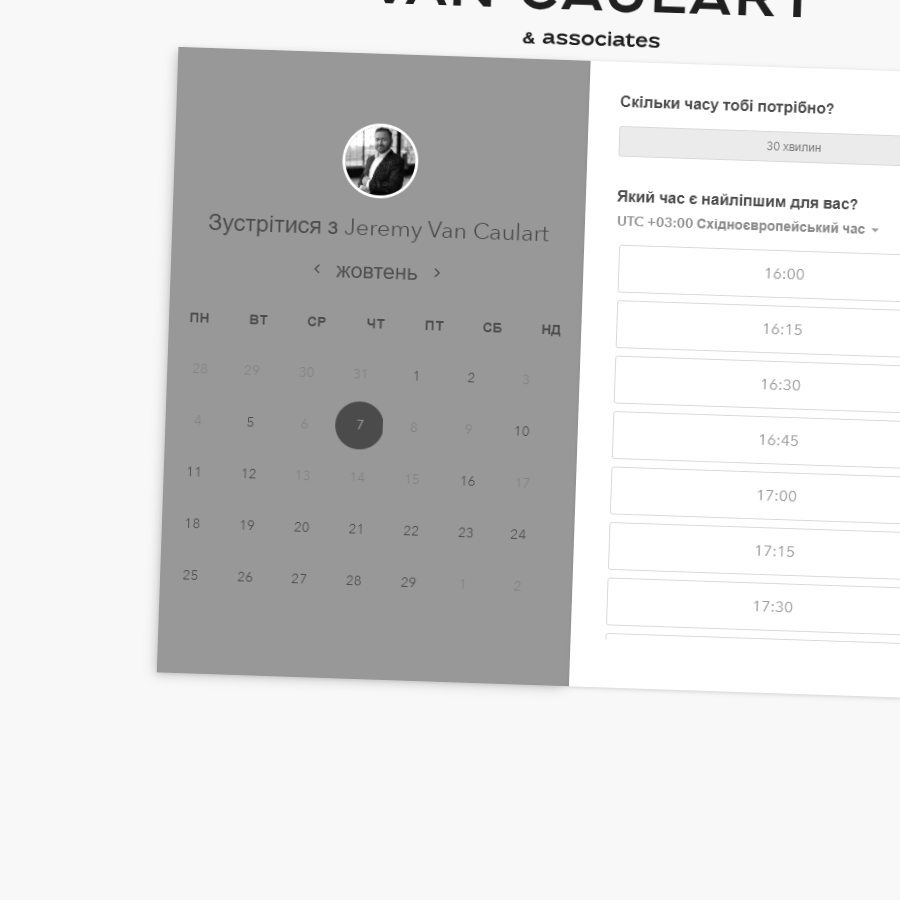 VAN CAULART
& associates
Зустрітися з Jeremy Van Caulart
жовтень
ПН ВТ СР ЧТ ПТ СБ НД
28 29 30 31 1 2 3
4 5 6 7 8 9 10
11 12 13 14 15 16 17
18 19 20 21 22 23 24
25 26 27 28 29 1 2
Скільки часу тобі потрібно?
30 хвилин
Який час є найліпшим для вас?
UTC +03:00 Східноєвропейський час
16:00
16:15
16:30
16:45
17:00
17:15
17:30